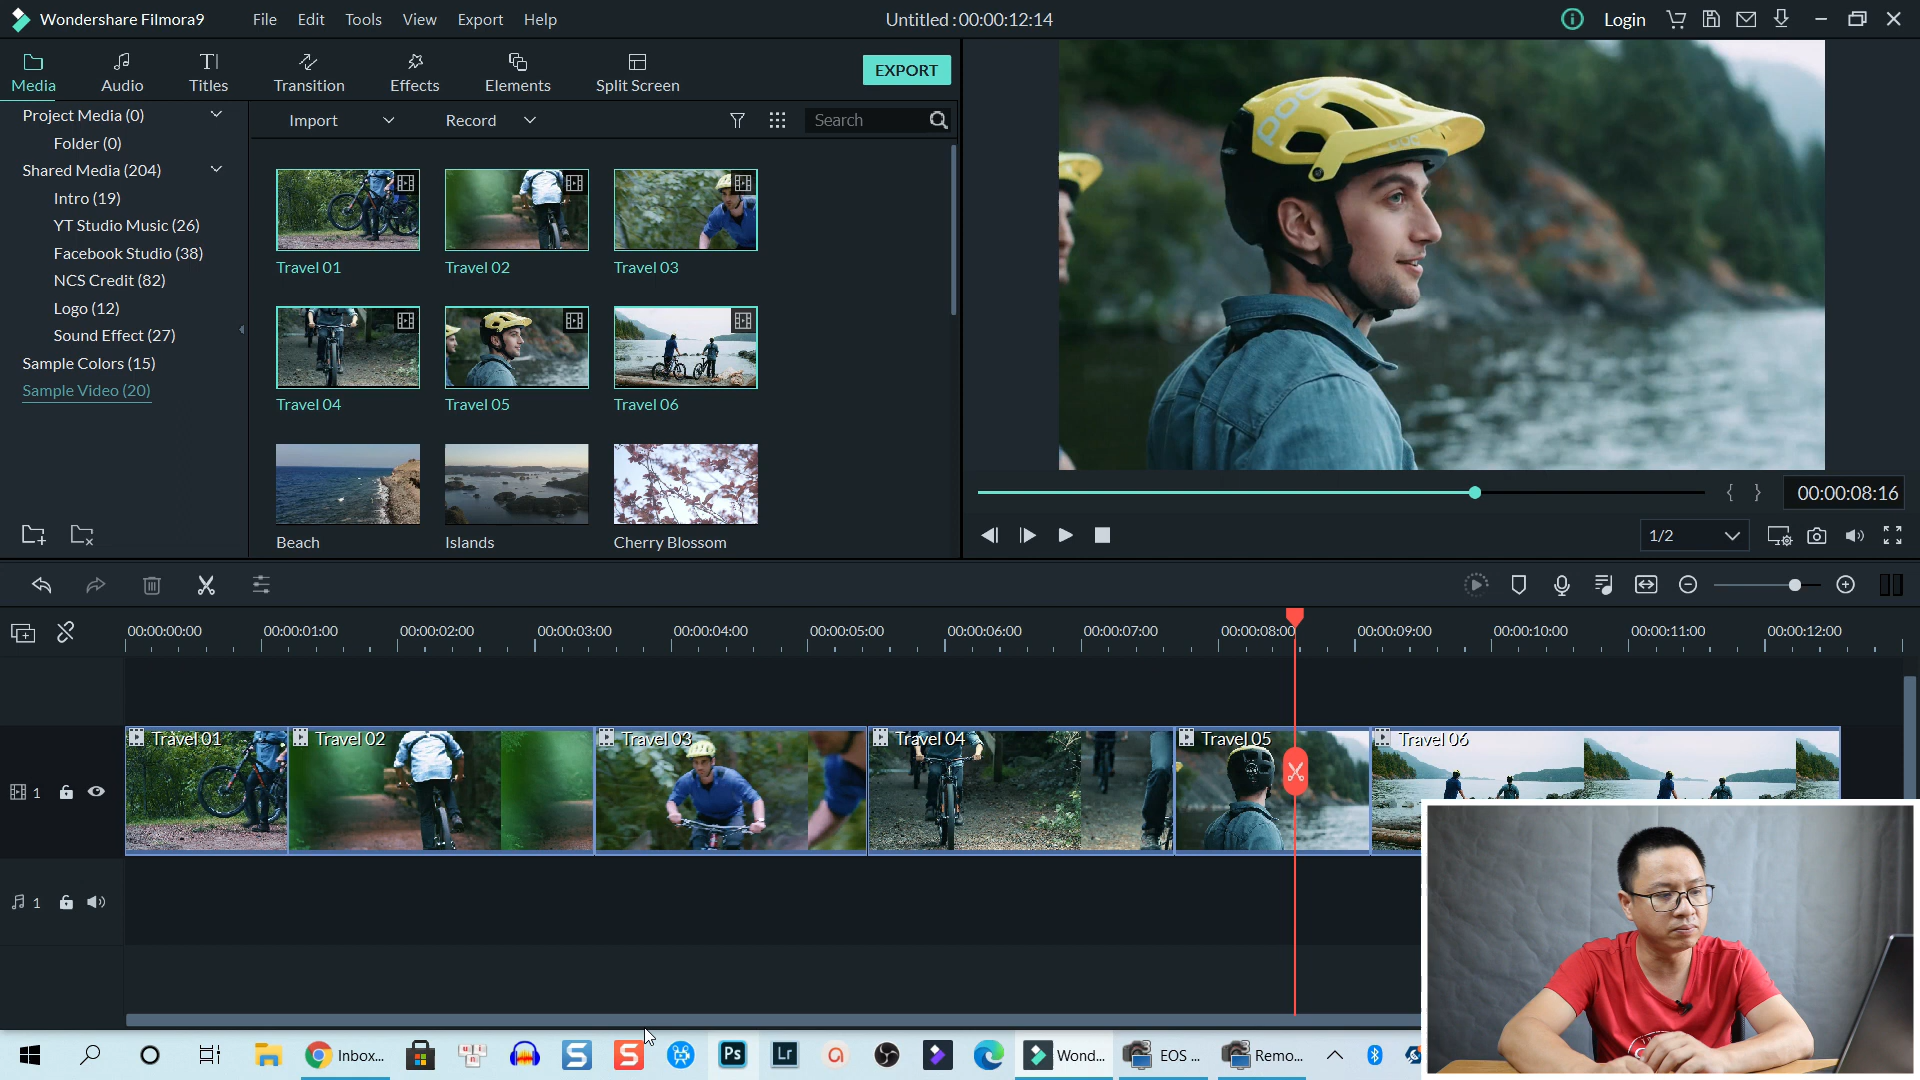 Wondershare Filmora9
File Edit Tools View Export Help
Untitled : 00:00:12:14
Login
Media Audio Titles Transition Effects Elements Split Screen
EXPORT
Project Media (0)
Folder (0)
Shared Media (204)
Intro (19)
YT Studio Music (26)
Facebook Studio (38)
NCS Credit (82)
Logo (12)
Sound Effect (27)
Sample Colors (15)
Sample Video (20)
Import Record Search
Travel 01 Travel 02 Travel 03
Travel 04 Travel 05 Travel 06
Beach Islands Cherry Blossom
POC
00:00:08:16
1/2
00:00:00:00 00:00:01:00 00:00:02:00 00:00:03:00 00:00:04:00 00:00:05:00 00:00:06:00 00:00:07:00 00:00:08:00 00:00:09:00 00:00:10:00 00:00:11:00 00:00:12:00
Travel 01 Travel 02 Travel 03 Travel 04 Travel 05 Travel 06
1
1
Inbox... S S Ps Lr Wond... EOS ... Remo...